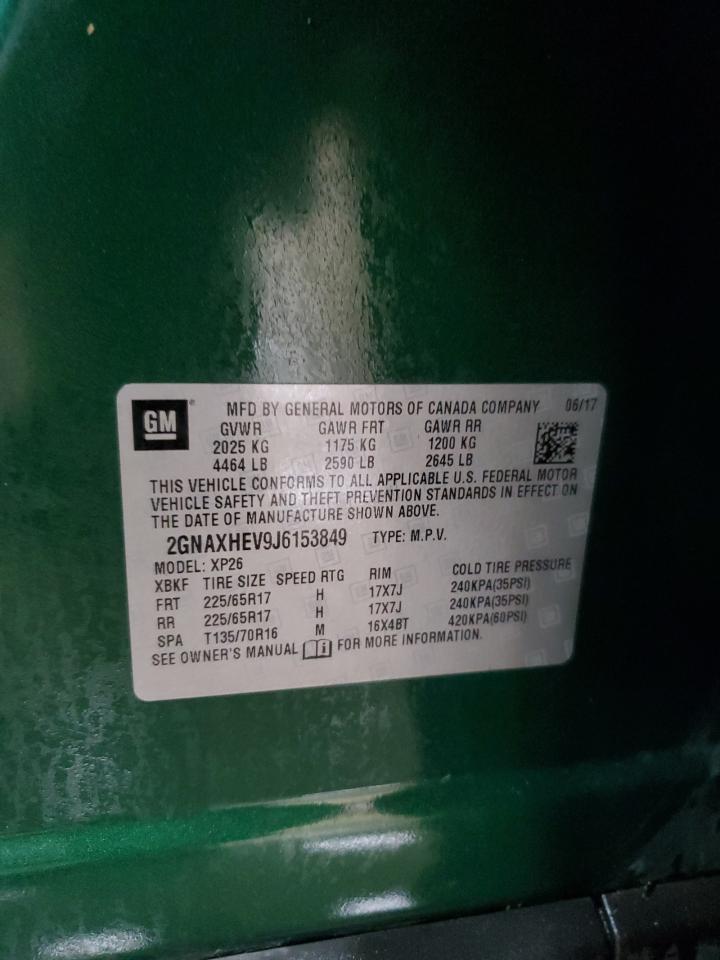 GM MFD BY GENERAL MOTORS OF CANADA COMPANY 06/17
GVWR GAWR FRT GAWR RR
2025 KG 1175 KG 1200 KG
4464 LB 2590 LB 2645 LB
THIS VEHICLE CONFORMS TO ALL APPLICABLE U.S. FEDERAL MOTOR
VEHICLE SAFETY AND THEFT PREVENTION STANDARDS IN EFFECT ON
THE DATE OF MANUFACTURE SHOWN ABOVE.
2GNAXHEV9J6153849 TYPE: M.P.V.
MODEL: XP26
XBKF TIRE SIZE SPEED RTG RIM COLD TIRE PRESSURE
FRT 225/65R17 H 17X7J 240KPA(35PSI)
RR 225/65R17 H 17X7J 240KPA(35PSI)
SPA T135/70R16 M 16X4BT 420KPA(60PSI)
SEE OWNER'S MANUAL FOR MORE INFORMATION.